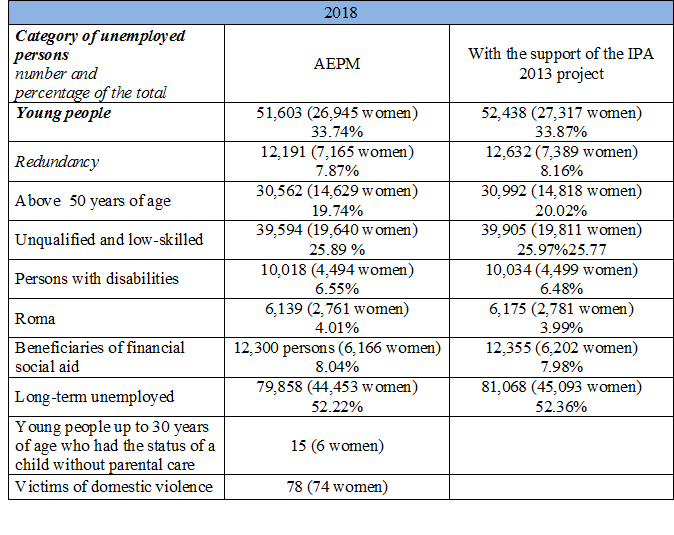 2018
Category of unemployed
persons
number and
percentage of the total
AEPM
With the support of the IPA
2013 project
Young people
51,603 (26,945 women)
33.74%
52,438 (27,317 women)
33.87%
Redundancy
12,191 (7,165 women)
7.87%
12,632 (7,389 women)
8.16%
Above 50 years of age
30,562 (14,629 women)
19.74%
30,992 (14,818 women)
20.02%
Unqualified and low-skilled
39,594 (19,640 women)
25.89 %
39,905 (19,811 women)
25.97%25.77
Persons with disabilities
10,018 (4,494 women)
6.55%
10,034 (4,499 women)
6.48%
Roma
6,139 (2,761 women)
4.01%
6,175 (2,781 women)
3.99%
Beneficiaries of financial
social aid
12,300 persons (6,166 women)
8.04%
12,355 (6,202 women)
7.98%
Long-term unemployed
79,858 (44,453 women)
52.22%
81,068 (45,093 women)
52.36%
Young people up to 30 years
of age who had the status of a
child without parental care
15 (6 women)
Victims of domestic violence
78 (74 women)